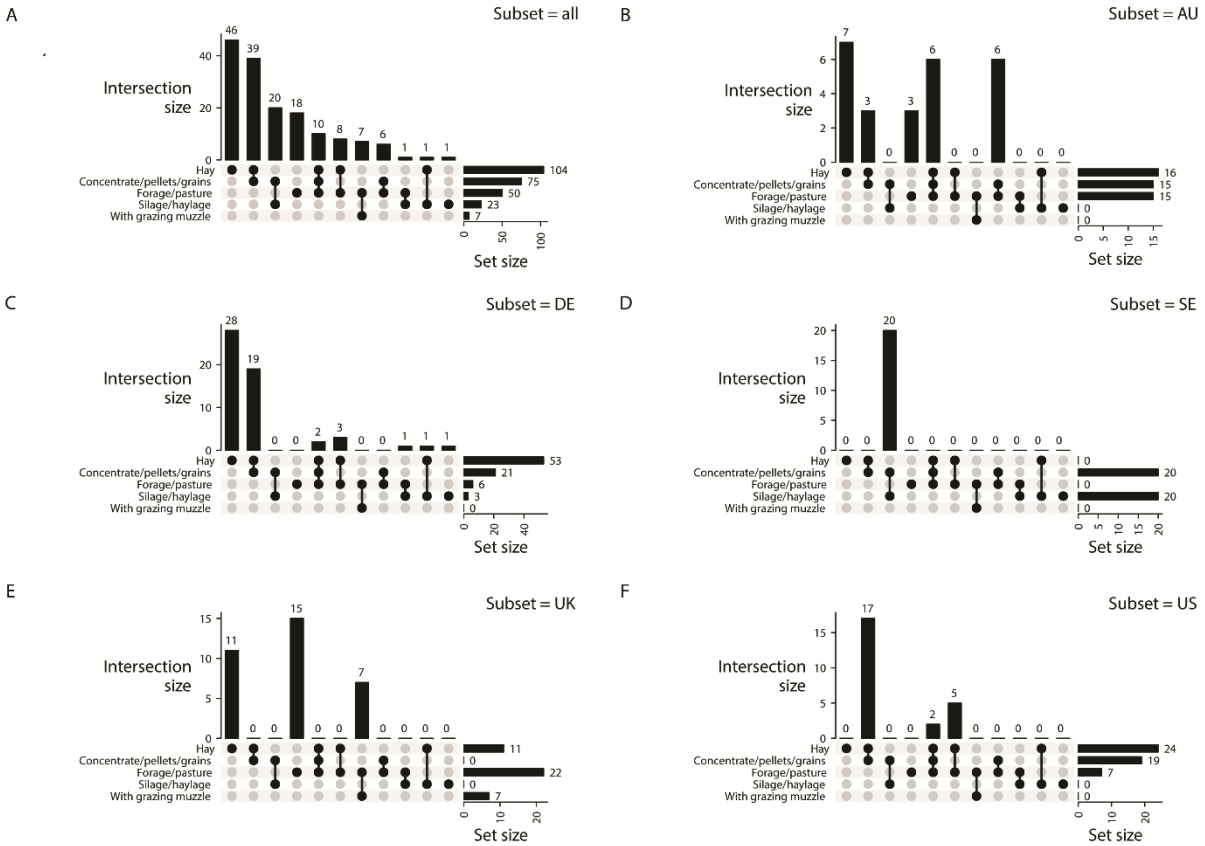 A
Subset = all
46
39
20
18
10
8
7
6
1
1
1
40
20
0
Intersection
size
Hay
Concentrate/pellets/grains
Forage/pasture
Silage/haylage
With grazing muzzle
104
75
50
23
7
0
50
100
Set size
B
Subset = AU
7
3
0
3
6
0
0
6
0
0
0
6
4
2
0
Intersection
size
Hay
Concentrate/pellets/grains
Forage/pasture
Silage/haylage
With grazing muzzle
16
15
15
0
0
0
5
10
15
Set size
C
Subset = DE
28
19
0
0
2
3
0
0
1
1
1
20
10
0
Intersection
size
Hay
Concentrate/pellets/grains
Forage/pasture
Silage/haylage
With grazing muzzle
53
21
6
3
0
0
20
40
Set size
D
Subset = SE
0
0
20
0
0
0
0
0
0
0
0
20
15
10
5
0
Intersection
size
Hay
Concentrate/pellets/grains
Forage/pasture
Silage/haylage
With grazing muzzle
0
20
0
20
0
0
5
10
15
20
Set size
E
Subset = UK
11
0
0
15
0
0
7
0
0
0
0
15
10
5
0
Intersection
size
Hay
Concentrate/pellets/grains
Forage/pasture
Silage/haylage
With grazing muzzle
11
0
22
0
7
0
10
20
Set size
F
Subset = US
0
17
0
0
2
5
0
0
0
0
0
15
10
5
0
Intersection
size
Hay
Concentrate/pellets/grains
Forage/pasture
Silage/haylage
With grazing muzzle
24
19
7
0
0
0
10
20
Set size